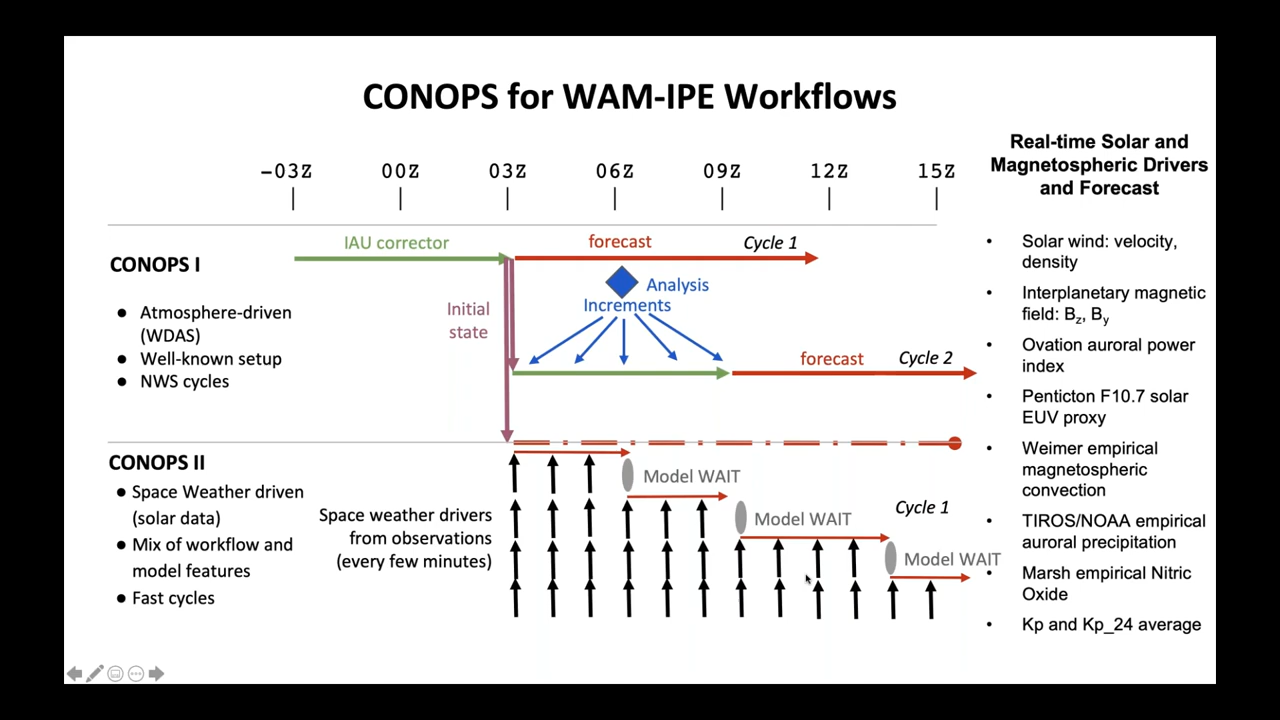 CONOPS for WAM-IPE Workflows
-03Z 00Z 03Z 06Z 09Z 12Z 15Z
Real-time Solar and
Magnetospheric Drivers
and Forecast
IAU corrector
forecast
Cycle 1
CONOPS I
● Atmosphere-driven
(WDAS)
● Well-known setup
● NWS cycles
Initial
state
Analysis
Increments
forecast
Cycle 2
CONOPS II
● Space Weather driven
(solar data)
● Mix of workflow and
model features
● Fast cycles
Space weather drivers
from observations
(every few minutes)
Model WAIT
Model WAIT
Cycle 1
Model WAIT
• Solar wind: velocity,
density
• Interplanetary magnetic
field: Bz, By
• Ovation auroral power
index
• Penticton F10.7 solar
EUV proxy
• Weimer empirical
magnetospheric
convection
• TIROS/NOAA empirical
auroral precipitation
• Marsh empirical Nitric
Oxide
• Kp and Kp_24 average